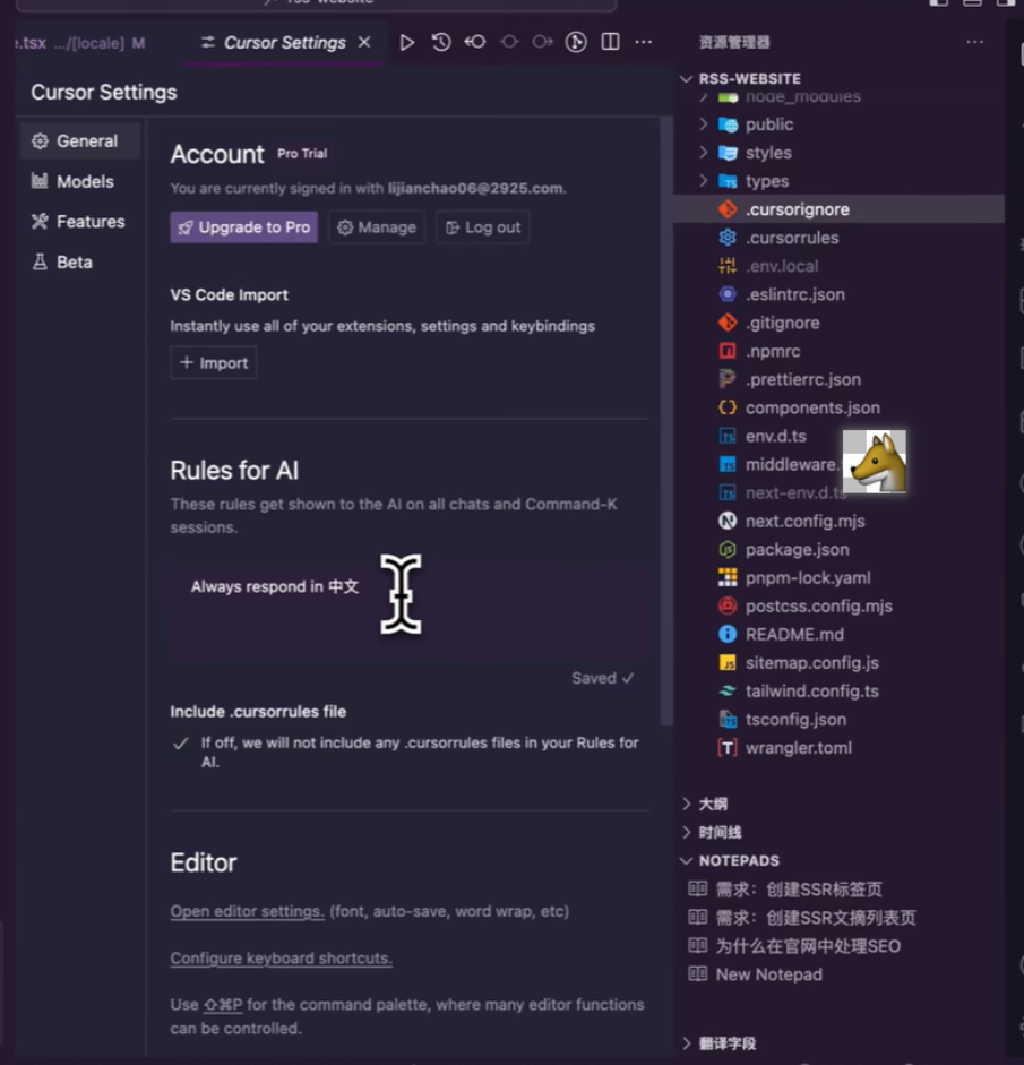 rss-website
.tsx .../[locale] M
Cursor Settings
Cursor Settings
General
Models
Features
Beta
Account Pro Trial
You are currently signed in with lijianchao06@2925.com.
Upgrade to Pro
Manage
Log out
VS Code Import
Instantly use all of your extensions, settings and keybindings
+ Import
Rules for AI
These rules get shown to the AI on all chats and Command-K
sessions.
Always respond in 中文
Saved ✓
Include .cursorrules file
If off, we will not include any .cursorrules files in your Rules for
AI.
Editor
Open editor settings. (font, auto-save, word wrap, etc)
Configure keyboard shortcuts.
Use ⇧⌘P for the command palette, where many editor functions
can be controlled.
资源管理器
RSS-WEBSITE
node_modules
public
styles
types
.cursorignore
.cursorrules
.env.local
.eslintrc.json
.gitignore
.npmrc
.prettierrc.json
components.json
env.d.ts
middleware.
next-env.d.ts
next.config.mjs
package.json
pnpm-lock.yaml
postcss.config.mjs
README.md
sitemap.config.js
tailwind.config.ts
tsconfig.json
wrangler.toml
大纲
时间线
NOTEPADS
需求：创建SSR标签页
需求：创建SSR文摘列表页
为什么在官网中处理SEO
New Notepad
翻译字段